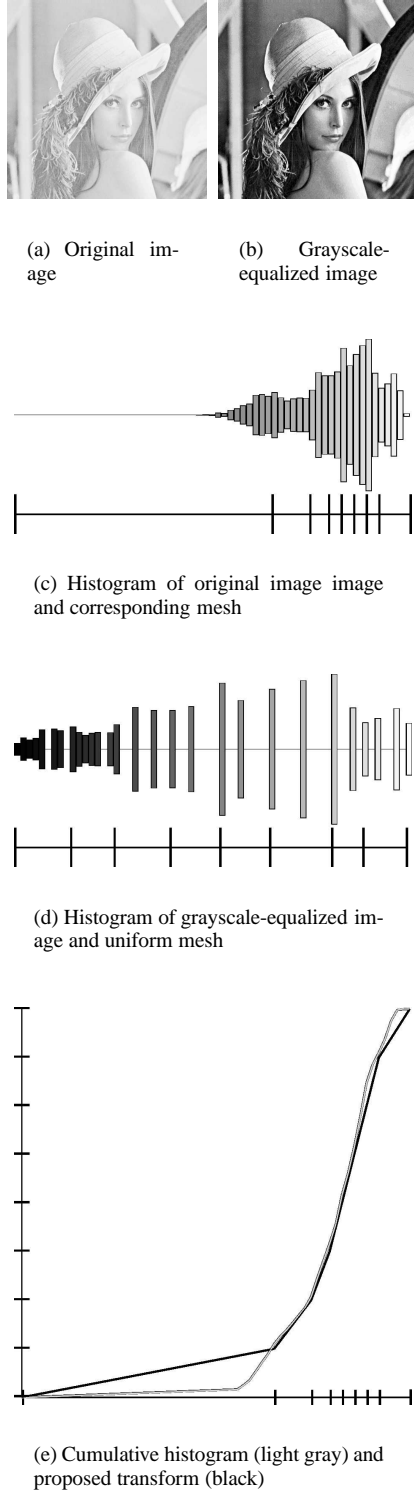 (a) Original im-
age
(b) Grayscale-
equalized image
(c) Histogram of original image image
and corresponding mesh
(d) Histogram of grayscale-equalized im-
age and uniform mesh
(e) Cumulative histogram (light gray) and
proposed transform (black)